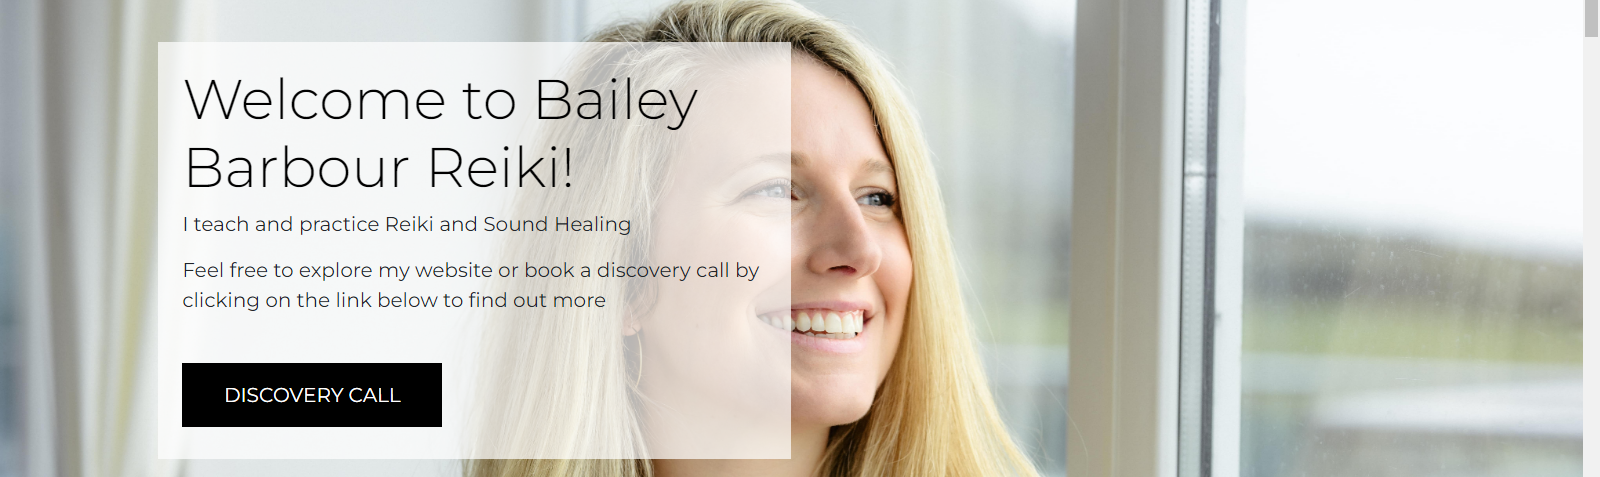 Welcome to Bailey
Barbour Reiki!
I teach and practice Reiki and Sound Healing
Feel free to explore my website or book a discovery call by
clicking on the link below to find out more
DISCOVERY CALL